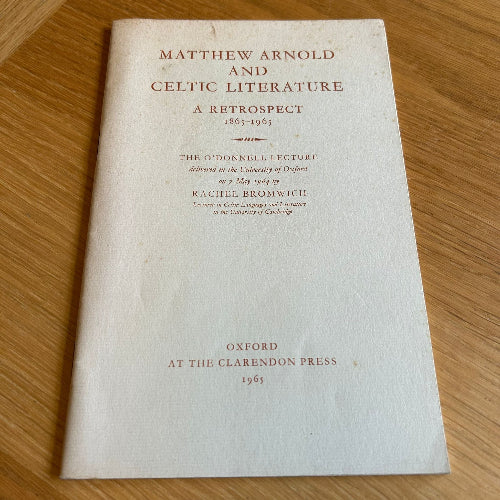 MATTHEW ARNOLD
AND
CELTIC LITERATURE
A RETROSPECT
1865–1965
THE O'DONNELL LECTURE
delivered in the University of Oxford
on 7 May 1964 by
RACHEL BROMWICH
Lecturer in Celtic Languages and Literature
in the University of Cambridge
OXFORD
AT THE CLARENDON PRESS
1965